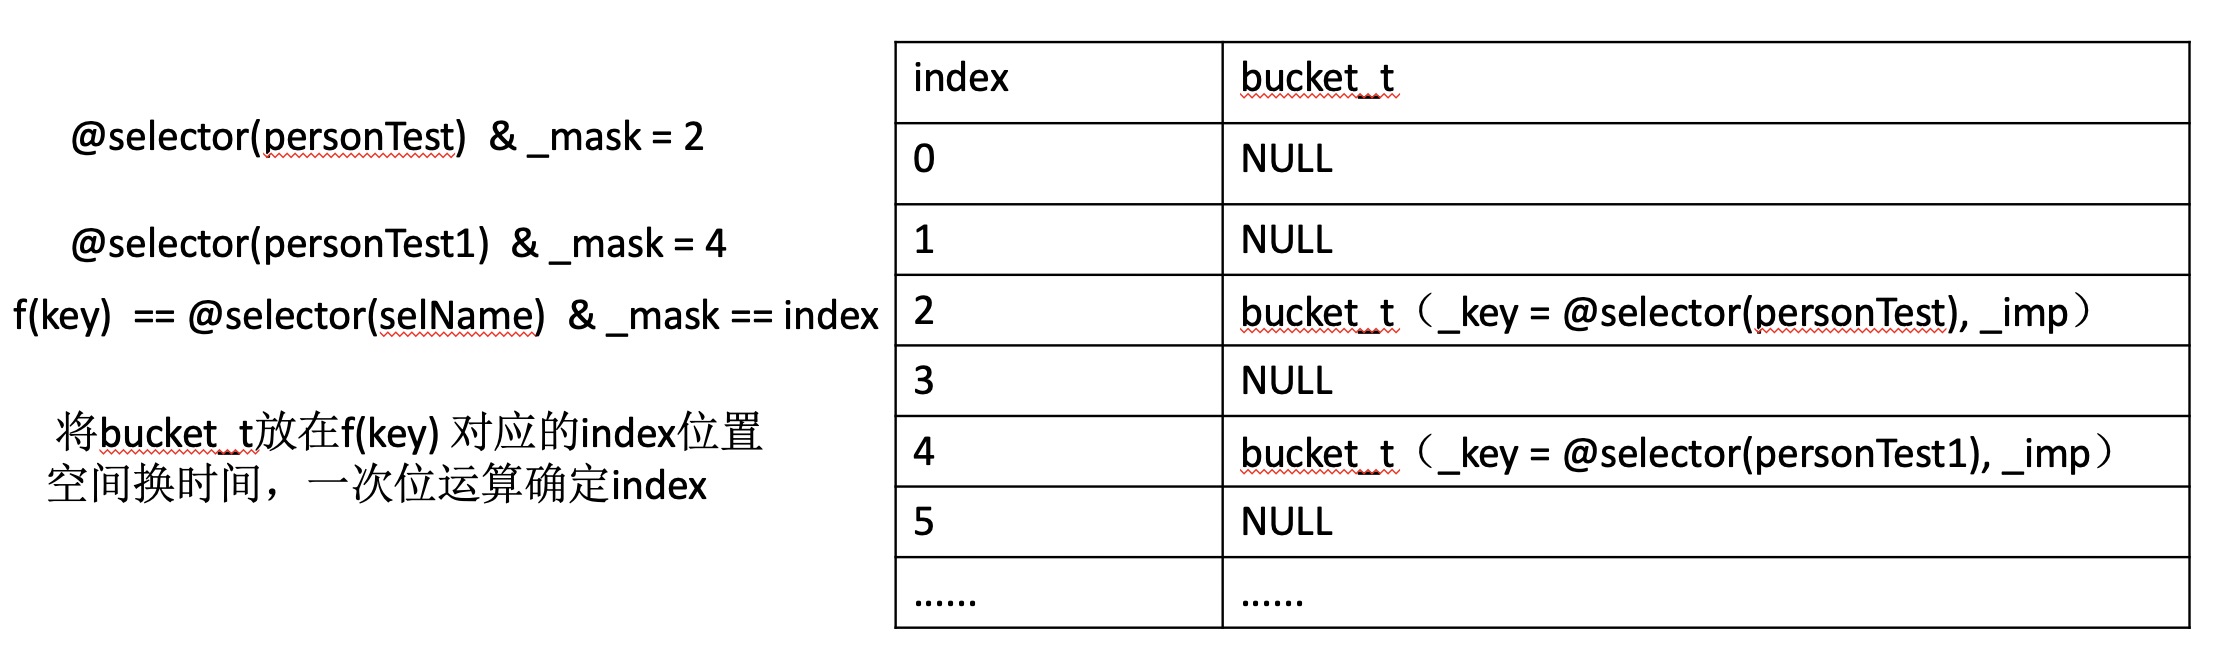 @selector(personTest) & _mask = 2
@selector(personTest1) & _mask = 4
f(key) == @selector(selName) & _mask == index
将bucket_t放在f(key) 对应的index位置
空间换时间，一次位运算确定index
index bucket_t
0 NULL
1 NULL
2 bucket_t（_key = @selector(personTest), _imp）
3 NULL
4 bucket_t（_key = @selector(personTest1), _imp）
5 NULL
...... ......